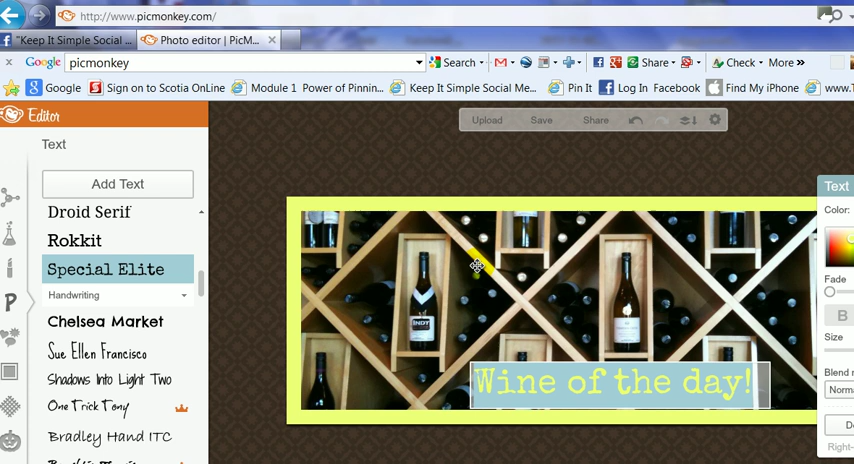 http://www.picmonkey.com/
"Keep It Simple Social ...
Photo editor | PicM...
Google picmonkey Search Share Check More »
Google Sign on to Scotia OnLine Module 1 Power of Pinnin... Keep It Simple Social Me... Pin It Log In Facebook Find My iPhone www.T
Editor
Upload Save Share
Text
Add Text
Text
Droid Serif
Color:
Rokkit
Special Elite
Handwriting
Fade
Chelsea Market
B
Sue Ellen Francisco
Size
Shadows Into Light Two
Wine of the day!
Blend
Norma
One Trick Tony
Bradley Hand ITC
Right-